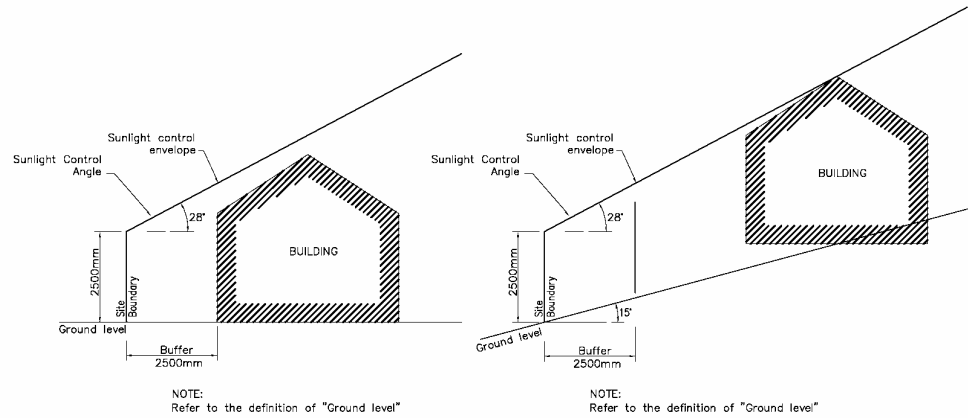 Sunlight control
envelope
Sunlight Control
Angle
28°
BUILDING
2500mm
Site
Boundary
Ground level
Buffer
2500mm
NOTE:
Refer to the definition of "Ground level"
Sunlight control
envelope
Sunlight Control
Angle
28°
BUILDING
2500mm
Site
Boundary
15°
Ground level
Buffer
2500mm
NOTE:
Refer to the definition of "Ground level"